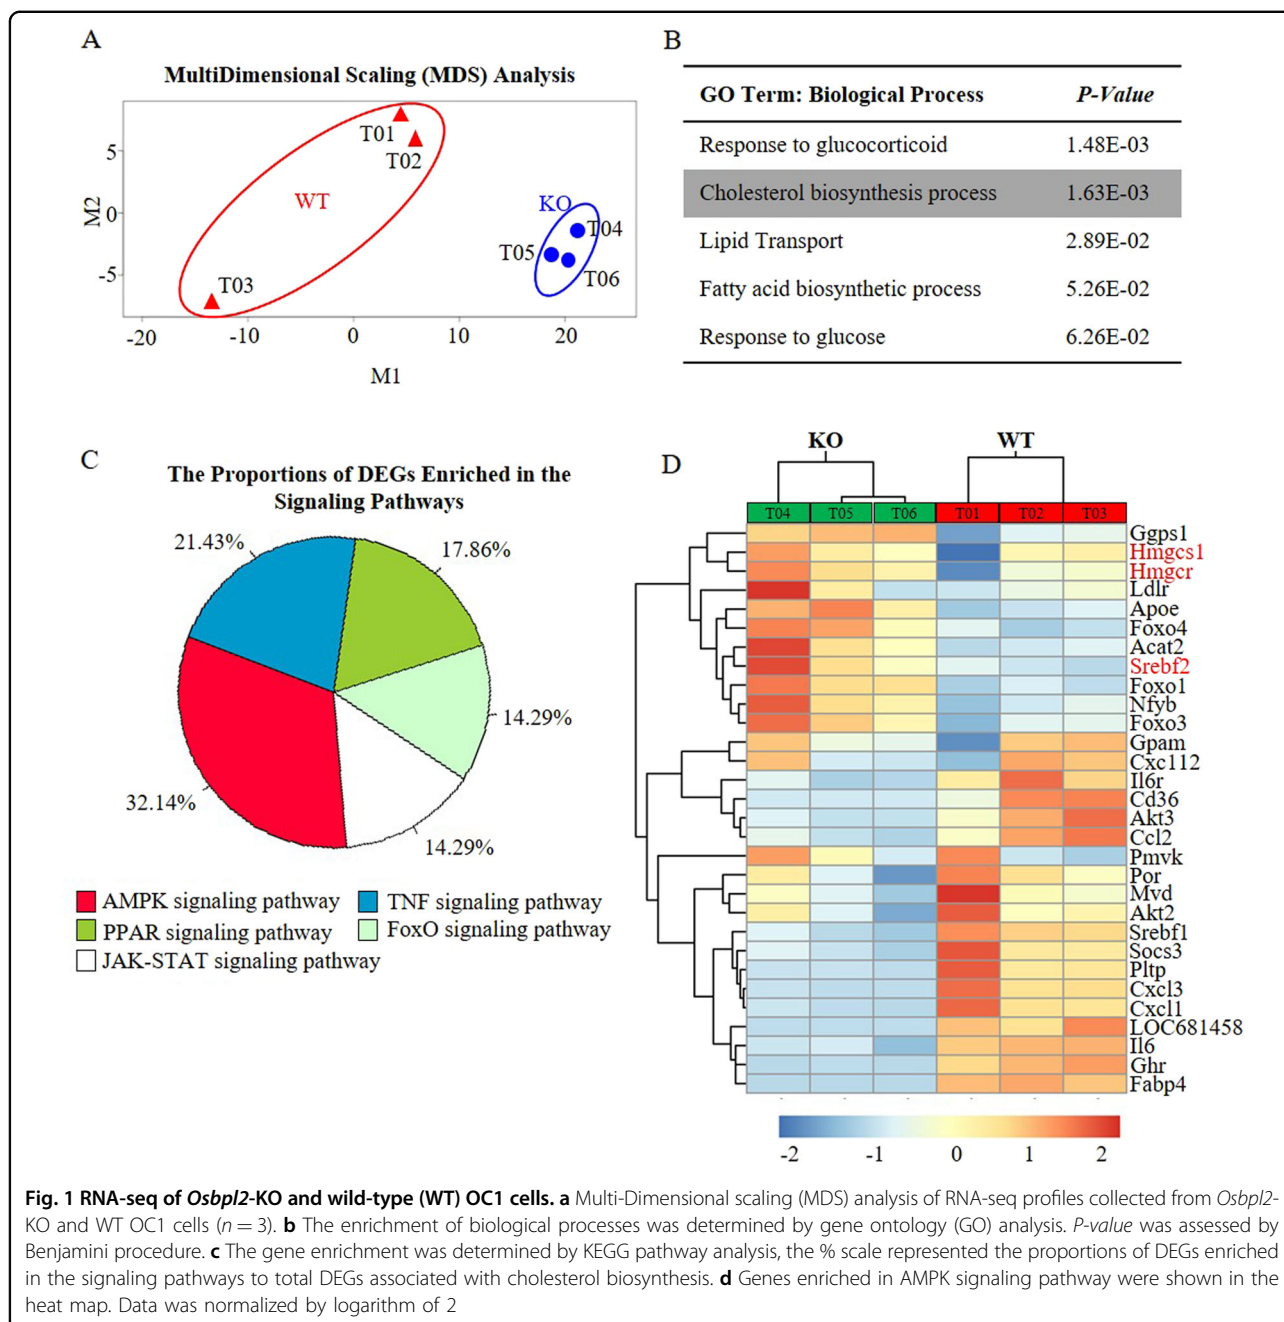 A
MultiDimensional Scaling (MDS) Analysis
M2
5
0
-5
T01
T02
WT
T03
KO
T04
T05
T06
-20
-10
0
10
20
M1
B
GO Term: Biological Process P-Value
Response to glucocorticoid 1.48E-03
Cholesterol biosynthesis process 1.63E-03
Lipid Transport 2.89E-02
Fatty acid biosynthetic process 5.26E-02
Response to glucose 6.26E-02
C
The Proportions of DEGs Enriched in the
Signaling Pathways
21.43%
17.86%
14.29%
32.14%
14.29%
AMPK signaling pathway
TNF signaling pathway
PPAR signaling pathway
FoxO signaling pathway
JAK-STAT signaling pathway
D
KO WT
T04 T05 T06 T01 T02 T03
Ggps1
Hmgcs1
Hmgcr
Ldlr
Apoe
Foxo4
Acat2
Srebf2
Foxo1
Nfyb
Foxo3
Gpam
Cxc112
Il6r
Cd36
Akt3
Ccl2
Pmvk
Por
Mvd
Akt2
Srebf1
Socs3
Pltp
Cxcl3
Cxcl1
LOC681458
Il6
Ghr
Fabp4
-2 -1 0 1 2
Fig. 1 RNA-seq of Osbpl2-KO and wild-type (WT) OC1 cells. a Multi-Dimensional scaling (MDS) analysis of RNA-seq profiles collected from Osbpl2-
KO and WT OC1 cells (n = 3). b The enrichment of biological processes was determined by gene ontology (GO) analysis. P-value was assessed by
Benjamini procedure. c The gene enrichment was determined by KEGG pathway analysis, the % scale represented the proportions of DEGs enriched
in the signaling pathways to total DEGs associated with cholesterol biosynthesis. d Genes enriched in AMPK signaling pathway were shown in the
heat map. Data was normalized by logarithm of 2